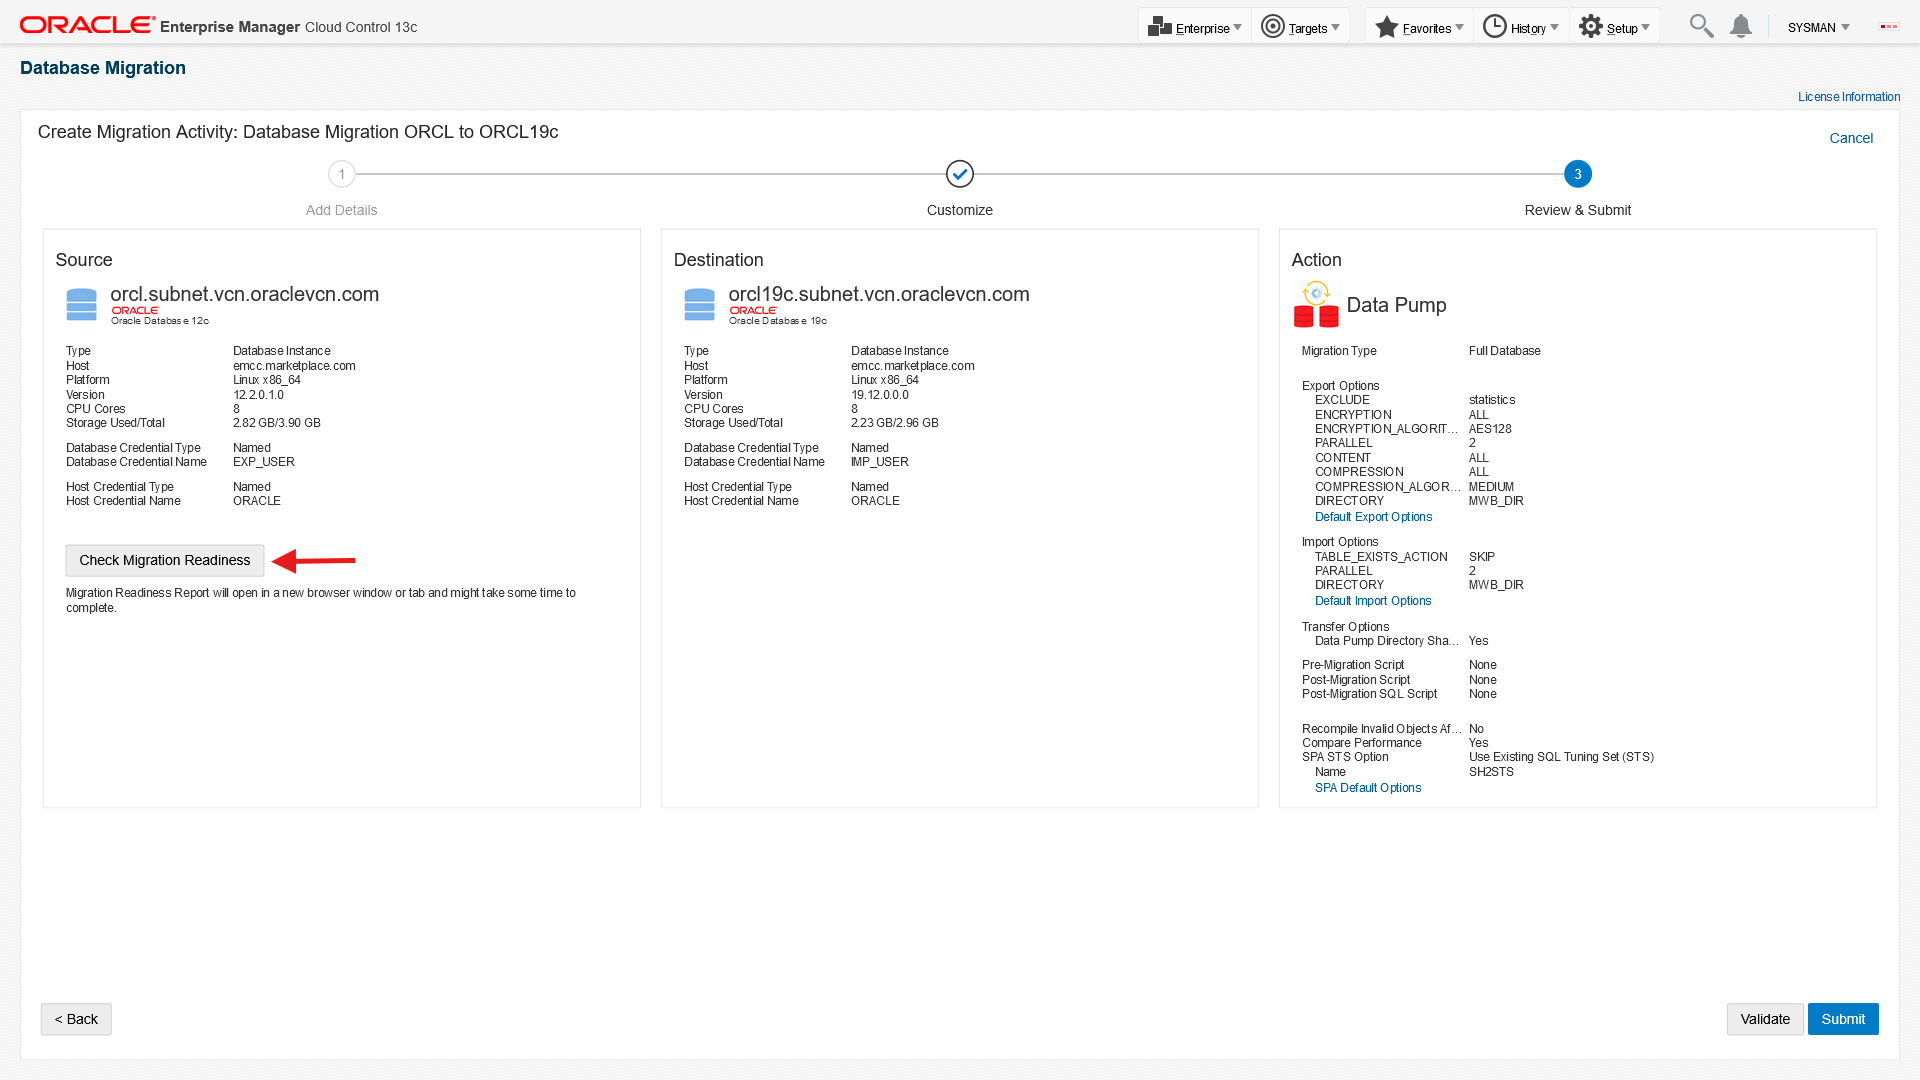 ORACLE Enterprise Manager Cloud Control 13c
Enterprise Targets Favorites History Setup SYSMAN
Database Migration
License Information
Create Migration Activity: Database Migration ORCL to ORCL19c
Cancel
1 3
Add Details Customize Review & Submit
Source
orcl.subnet.vcn.oraclevcn.com
ORACLE
Oracle Database 12c
Type Database Instance
Host emcc.marketplace.com
Platform Linux x86_64
Version 12.2.0.1.0
CPU Cores 8
Storage Used/Total 2.82 GB/3.90 GB
Database Credential Type Named
Database Credential Name EXP_USER
Host Credential Type Named
Host Credential Name ORACLE
Check Migration Readiness
Migration Readiness Report will open in a new browser window or tab and might take some time to
complete.
Destination
orcl19c.subnet.vcn.oraclevcn.com
ORACLE
Oracle Database 19c
Type Database Instance
Host emcc.marketplace.com
Platform Linux x86_64
Version 19.12.0.0.0
CPU Cores 8
Storage Used/Total 2.23 GB/2.96 GB
Database Credential Type Named
Database Credential Name IMP_USER
Host Credential Type Named
Host Credential Name ORACLE
Action
Data Pump
Migration Type Full Database
Export Options
EXCLUDE statistics
ENCRYPTION ALL
ENCRYPTION_ALGORIT... AES128
PARALLEL 2
CONTENT ALL
COMPRESSION ALL
COMPRESSION_ALGOR... MEDIUM
DIRECTORY MWB_DIR
Default Export Options
Import Options
TABLE_EXISTS_ACTION SKIP
PARALLEL 2
DIRECTORY MWB_DIR
Default Import Options
Transfer Options
Data Pump Directory Sha... Yes
Pre-Migration Script None
Post-Migration Script None
Post-Migration SQL Script None
Recompile Invalid Objects Af... No
Compare Performance Yes
SPA STS Option Use Existing SQL Tuning Set (STS)
Name SH2STS
SPA Default Options
< Back Validate Submit